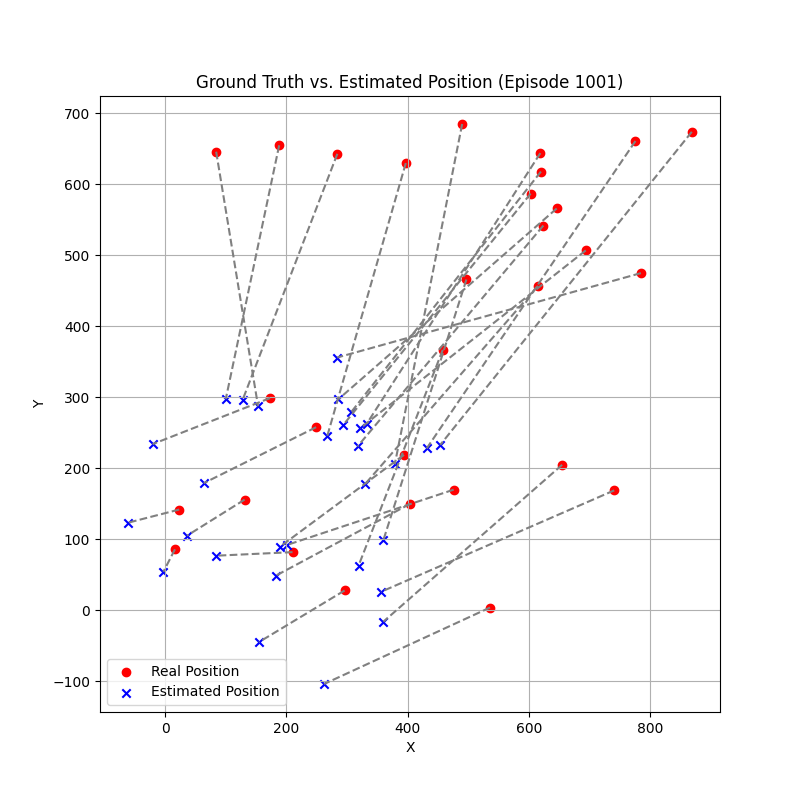 Ground Truth vs. Estimated Position (Episode 1001)
700
600
500
400
300
200
100
0
−100
Y
Real Position
Estimated Position
0 200 400 600 800
X